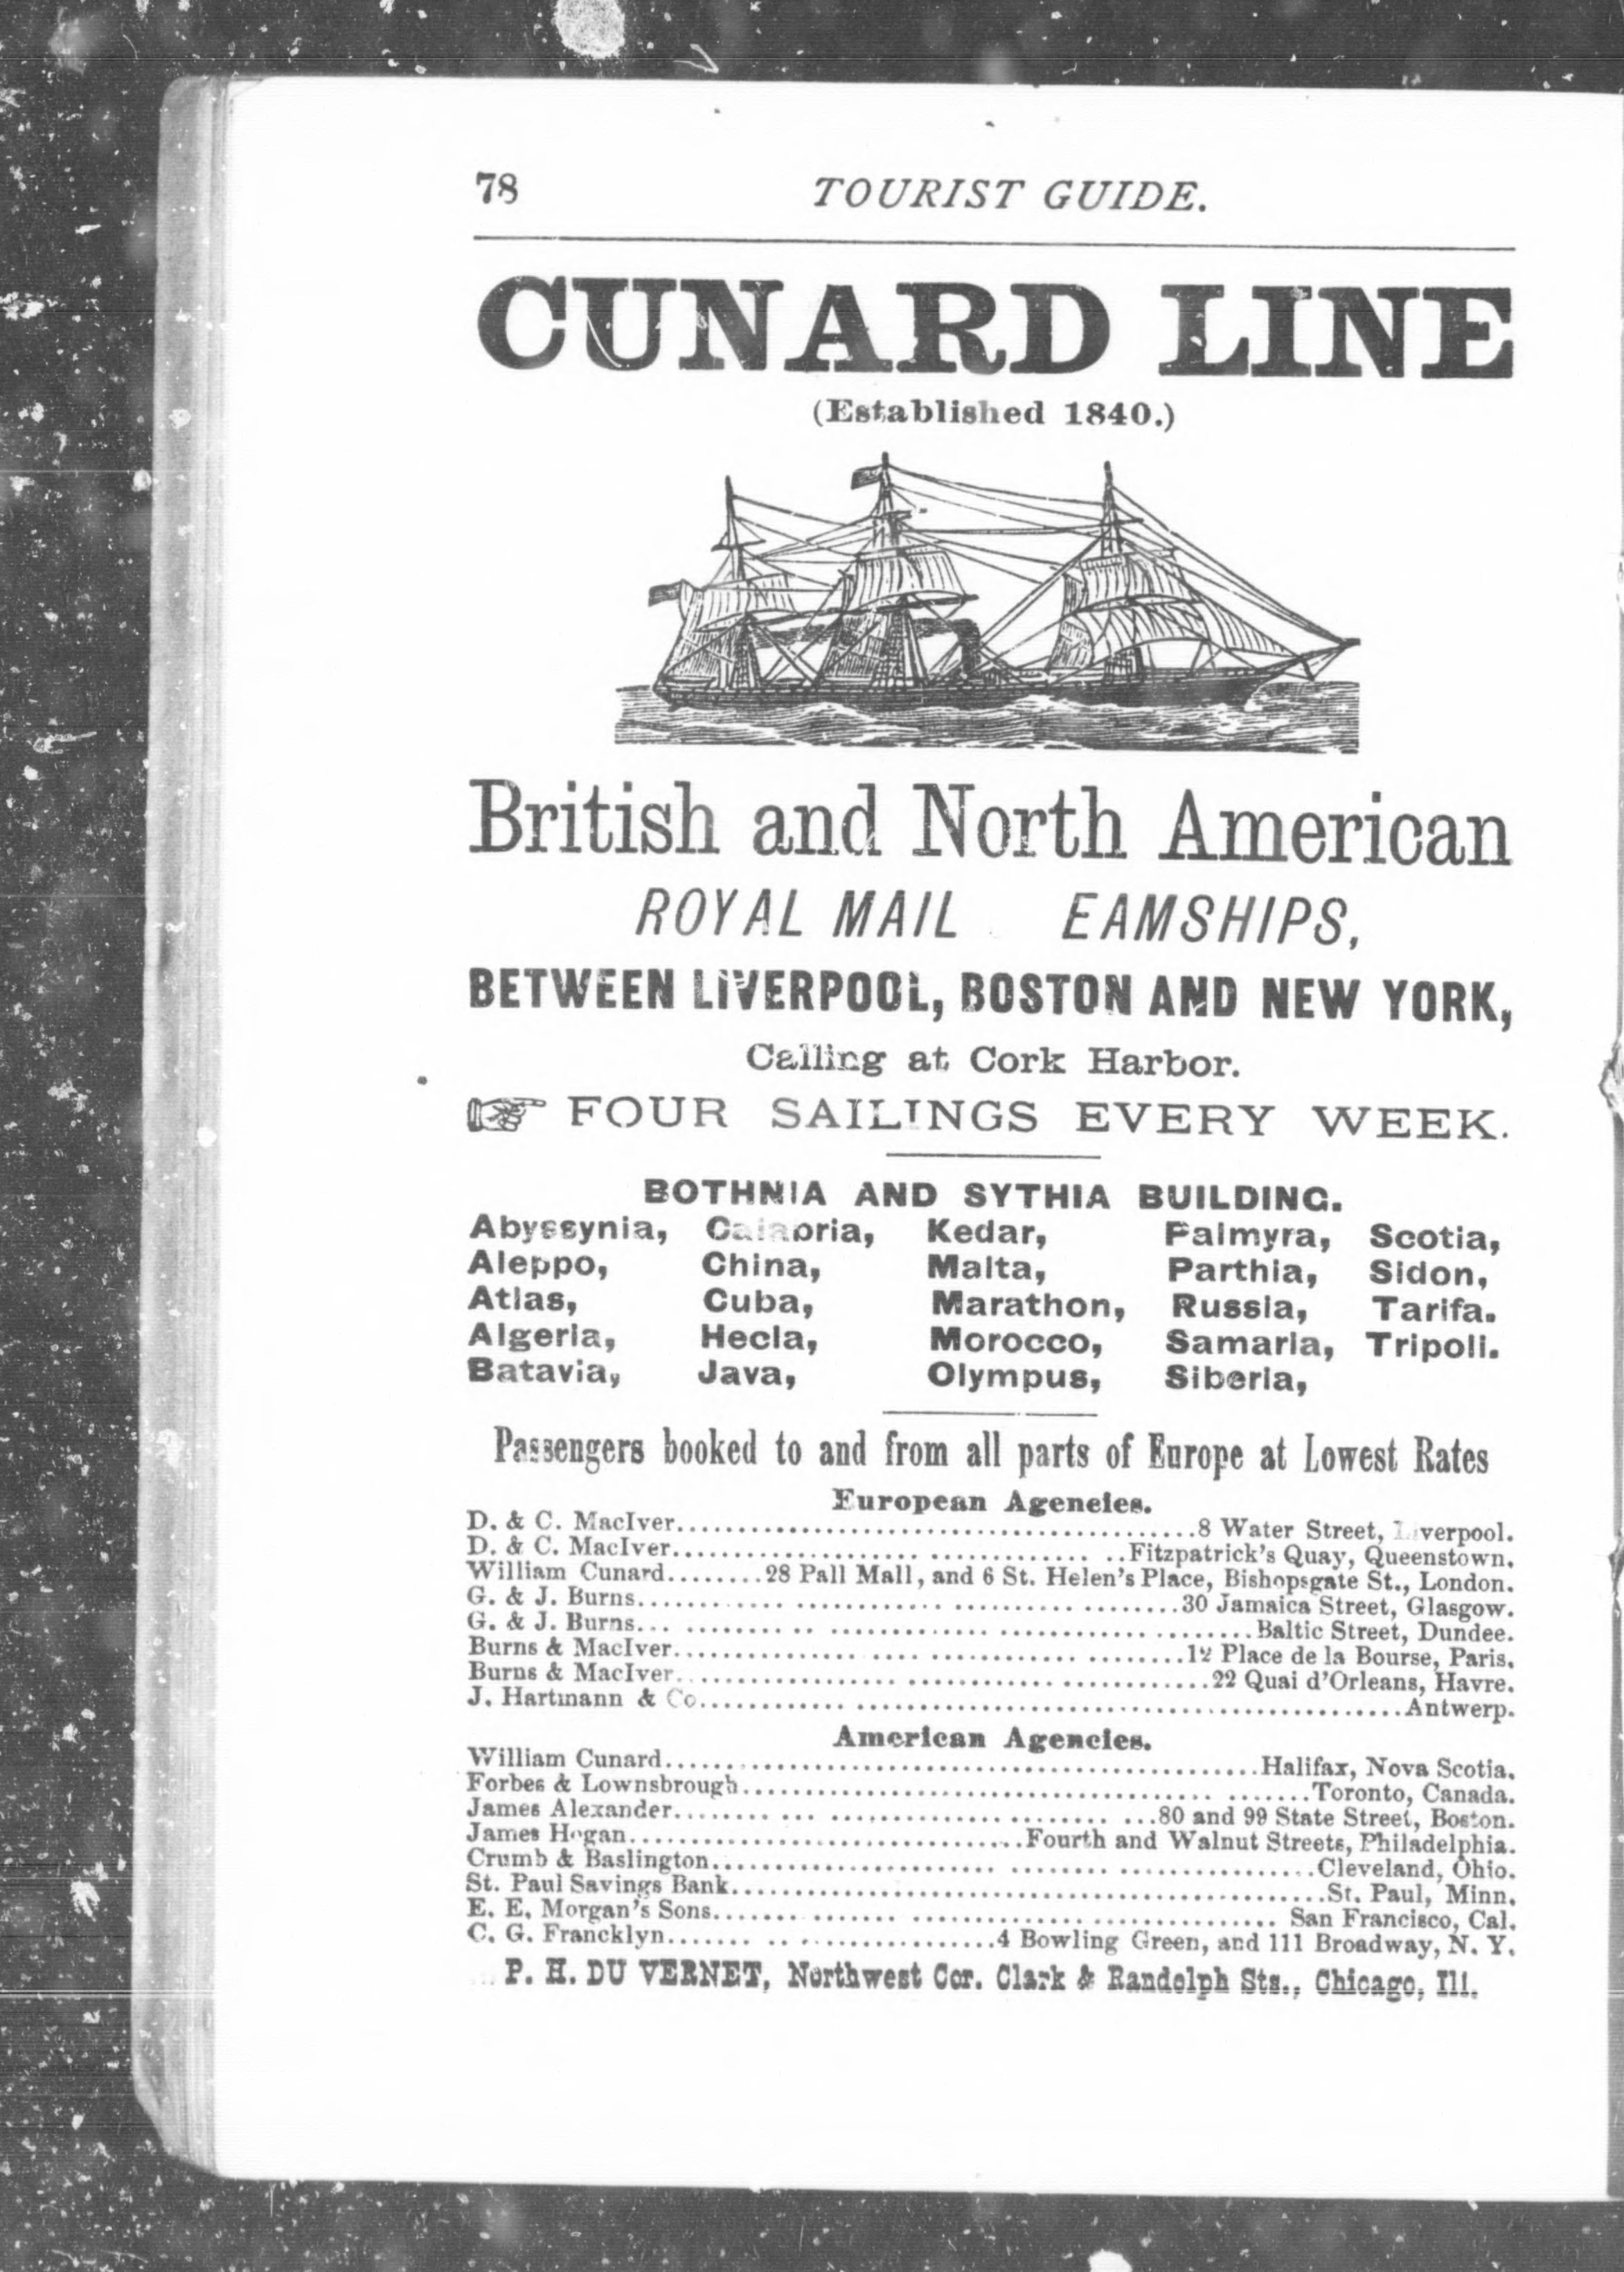 78 TOURIST GUIDE.
CUNARD LINE
(Established 1840.)
British and North American
ROYAL MAIL EAMSHIPS,
BETWEEN LIVERPOOL, BOSTON AND NEW YORK,
Calling at Cork Harbor.
☞ FOUR SAILINGS EVERY WEEK.
BOTHNIA AND SYTHIA BUILDING.
Abyssynia, Calabria, Kedar, Palmyra, Scotia,
Aleppo, China, Malta, Parthia, Sidon,
Atlas, Cuba, Marathon, Russia, Tarifa.
Algeria, Hecla, Morocco, Samaria, Tripoli.
Batavia, Java, Olympus, Siberia,
Passengers booked to and from all parts of Europe at Lowest Rates
European Agencies.
D. & C. MacIver..........8 Water Street, Liverpool.
D. & C. MacIver..........Fitzpatrick's Quay, Queenstown.
William Cunard........28 Pall Mall, and 6 St. Helen's Place, Bishopsgate St., London.
G. & J. Burns..........30 Jamaica Street, Glasgow.
G. & J. Burns..........Baltic Street, Dundee.
Burns & MacIver..........12 Place de la Bourse, Paris.
Burns & MacIver..........22 Quai d'Orleans, Havre.
J. Hartmann & Co..........Antwerp.
American Agencies.
William Cunard..........Halifax, Nova Scotia.
Forbes & Lownsbrough..........Toronto, Canada.
James Alexander..........80 and 99 State Street, Boston.
James Hogan..........Fourth and Walnut Streets, Philadelphia.
Crumb & Baslington..........Cleveland, Ohio.
St. Paul Savings Bank..........St. Paul, Minn.
E. E. Morgan's Sons..........San Francisco, Cal.
C. G. Francklyn..........4 Bowling Green, and 111 Broadway, N. Y.
P. H. DU VERNET, Northwest Cor. Clark & Randolph Sts., Chicago, Ill.